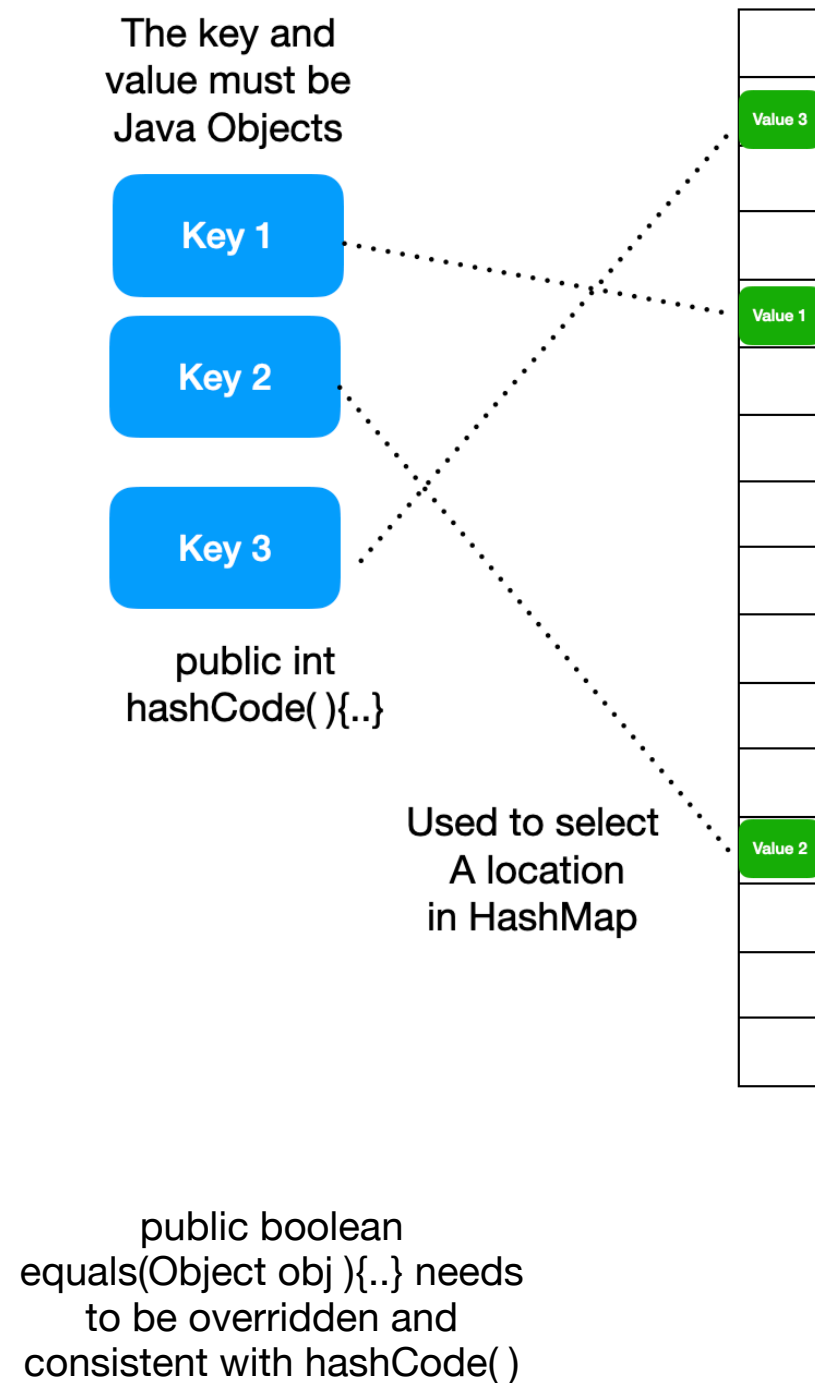 The key and
value must be
Java Objects
Value 3
Key 1
Value 1
Key 2
Key 3
public int
hashCode( ){..}
Used to select
A location
in HashMap
Value 2
public boolean
equals(Object obj ){..} needs
to be overridden and
consistent with hashCode( )